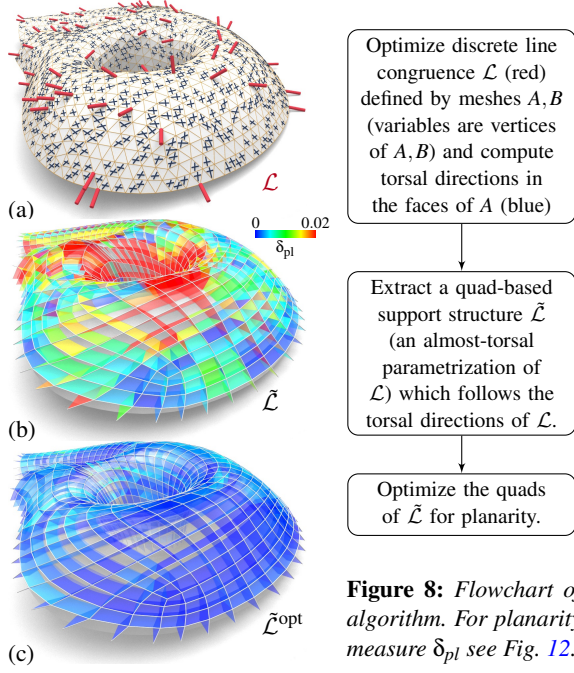 ℒ
(a)
0 0.02
δpl
ℒ̃
(b)
ℒ̃opt
(c)
Optimize discrete line
congruence ℒ (red)
defined by meshes A,B
(variables are vertices
of A,B) and compute
torsal directions in
the faces of A (blue)
Extract a quad-based
support structure ℒ̃
(an almost-torsal
parametrization of
ℒ) which follows the
torsal directions of ℒ.
Optimize the quads
of ℒ̃ for planarity.
Figure 8: Flowchart of
algorithm. For planarity
measure δpl see Fig. 12.